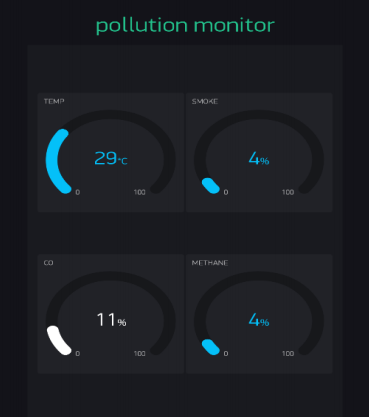 pollution monitor
TEMP
29°C
0 100
SMOKE
4%
0 100
CO
11%
0 100
METHANE
4%
0 100